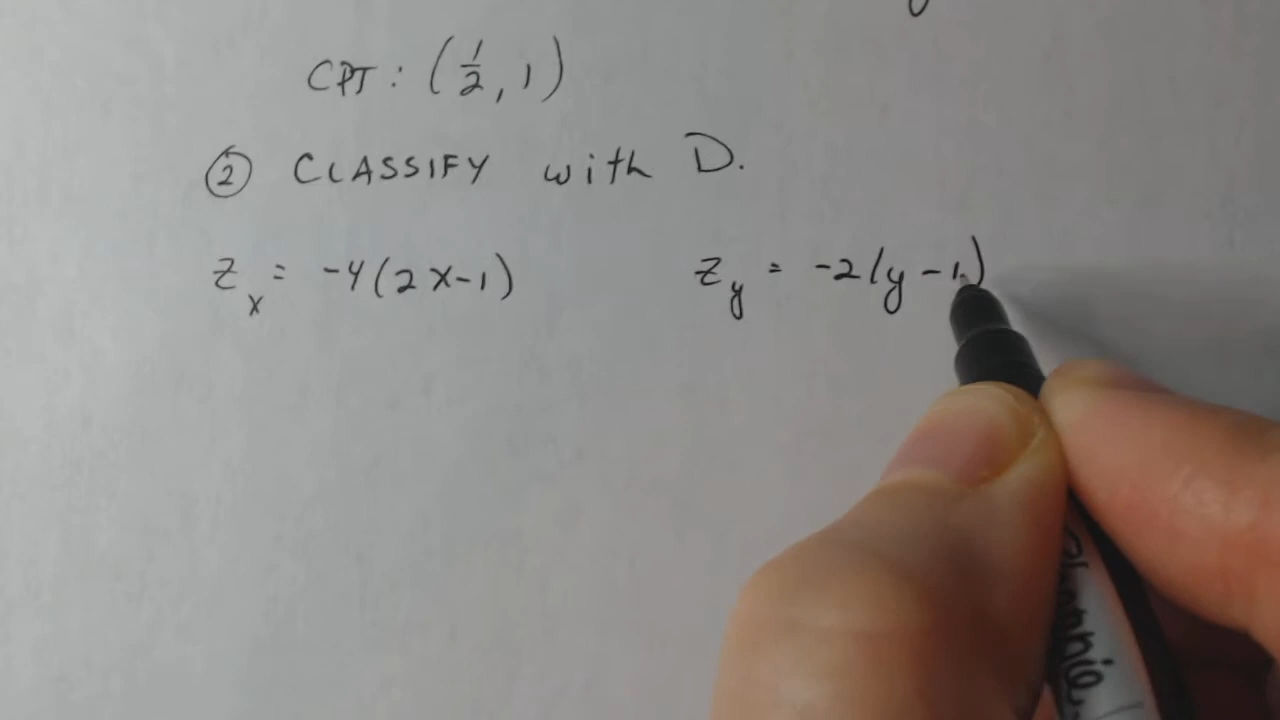 CPT: (1/2, 1)
② CLASSIFY with D.
z_x = -4(2x-1)    z_y = -2(y-1)